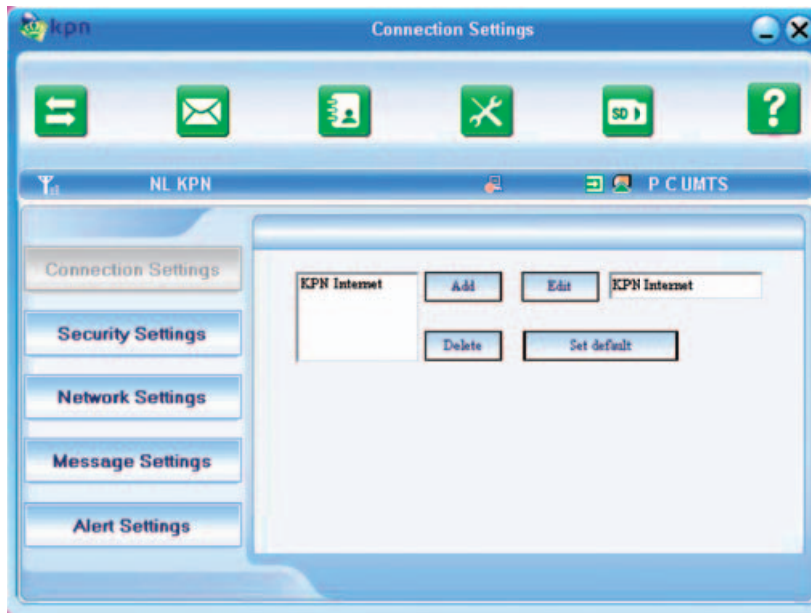 kpn
Connection Settings
SD
?
NL KPN
P C UMTS
Connection Settings
Security Settings
Network Settings
Message Settings
Alert Settings
KPN Internet
Add
Edit
KPN Internet
Delete
Set default